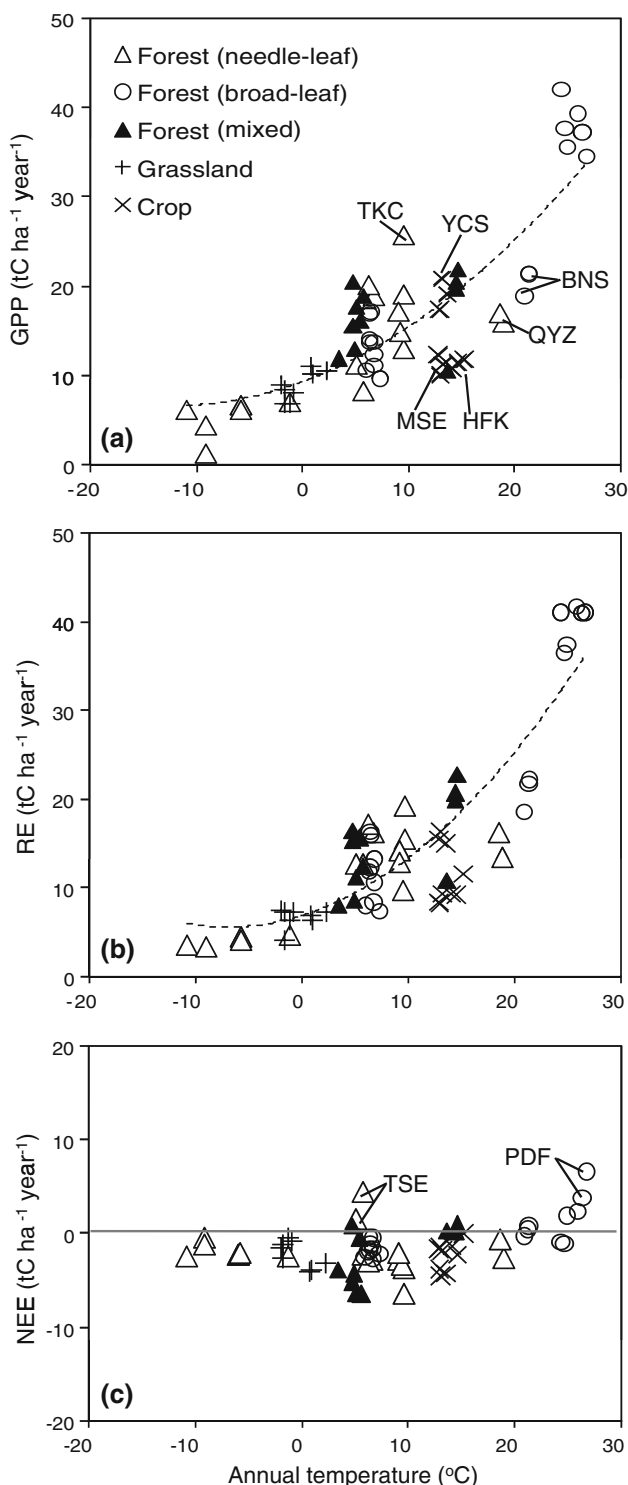 50
40
30
20
10
0
GPP (tC ha⁻¹ year⁻¹)
Forest (needle-leaf)
Forest (broad-leaf)
Forest (mixed)
Grassland
Crop
TKC
YCS
BNS
QYZ
MSE
HFK
(a)
-20 -10 0 10 20 30
50
40
30
20
10
0
RE (tC ha⁻¹ year⁻¹)
(b)
-20 -10 0 10 20 30
20
10
0
-10
-20
NEE (tC ha⁻¹ year⁻¹)
TSE
PDF
(c)
-20 -10 0 10 20 30
Annual temperature (ºC)